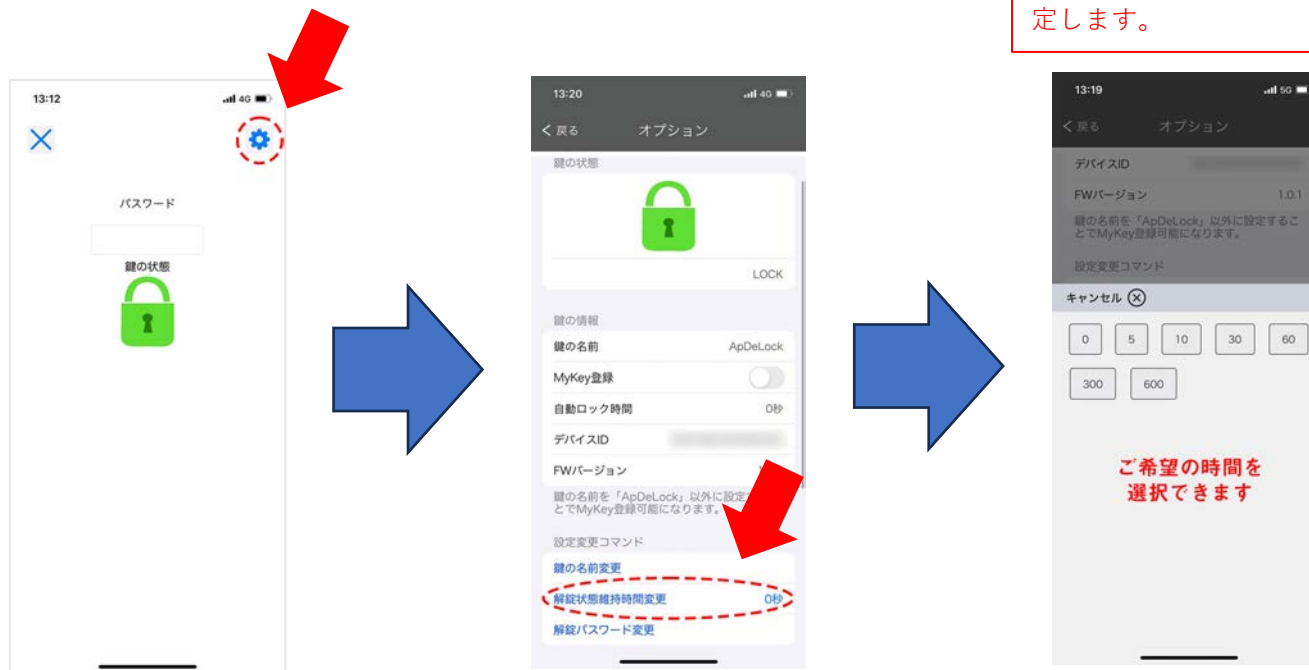 定します。
13:12
4G
パスワード
鍵の状態
13:20
4G
戻る
オプション
鍵の状態
LOCK
鍵の情報
鍵の名前
ApDeLock
MyKey登録
自動ロック時間
0秒
デバイスID
FWバージョン
鍵の名前を「ApDeLock」以外に設定
とでMyKey登録可能になります。
設定変更コマンド
鍵の名前変更
解錠状態維持時間変更
0秒
解錠パスワード変更
13:19
5G
戻る
オプション
デバイスID
FWバージョン
1.0.1
鍵の名前を「ApDeLock」以外に設定するこ
とでMyKey登録可能になります。
設定変更コマンド
キャンセル
0 5 10 30 60
300 600
ご希望の時間を
選択できます